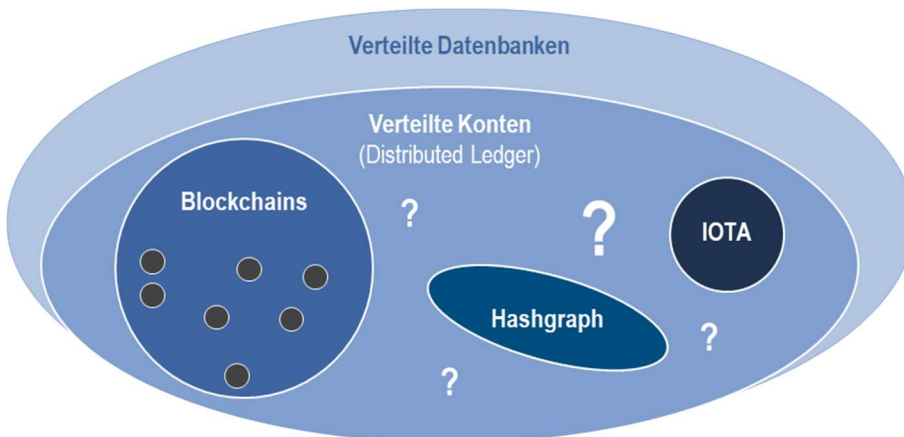 Verteilte Datenbanken
Verteilte Konten
(Distributed Ledger)
Blockchains
?
?
IOTA
Hashgraph
?
?